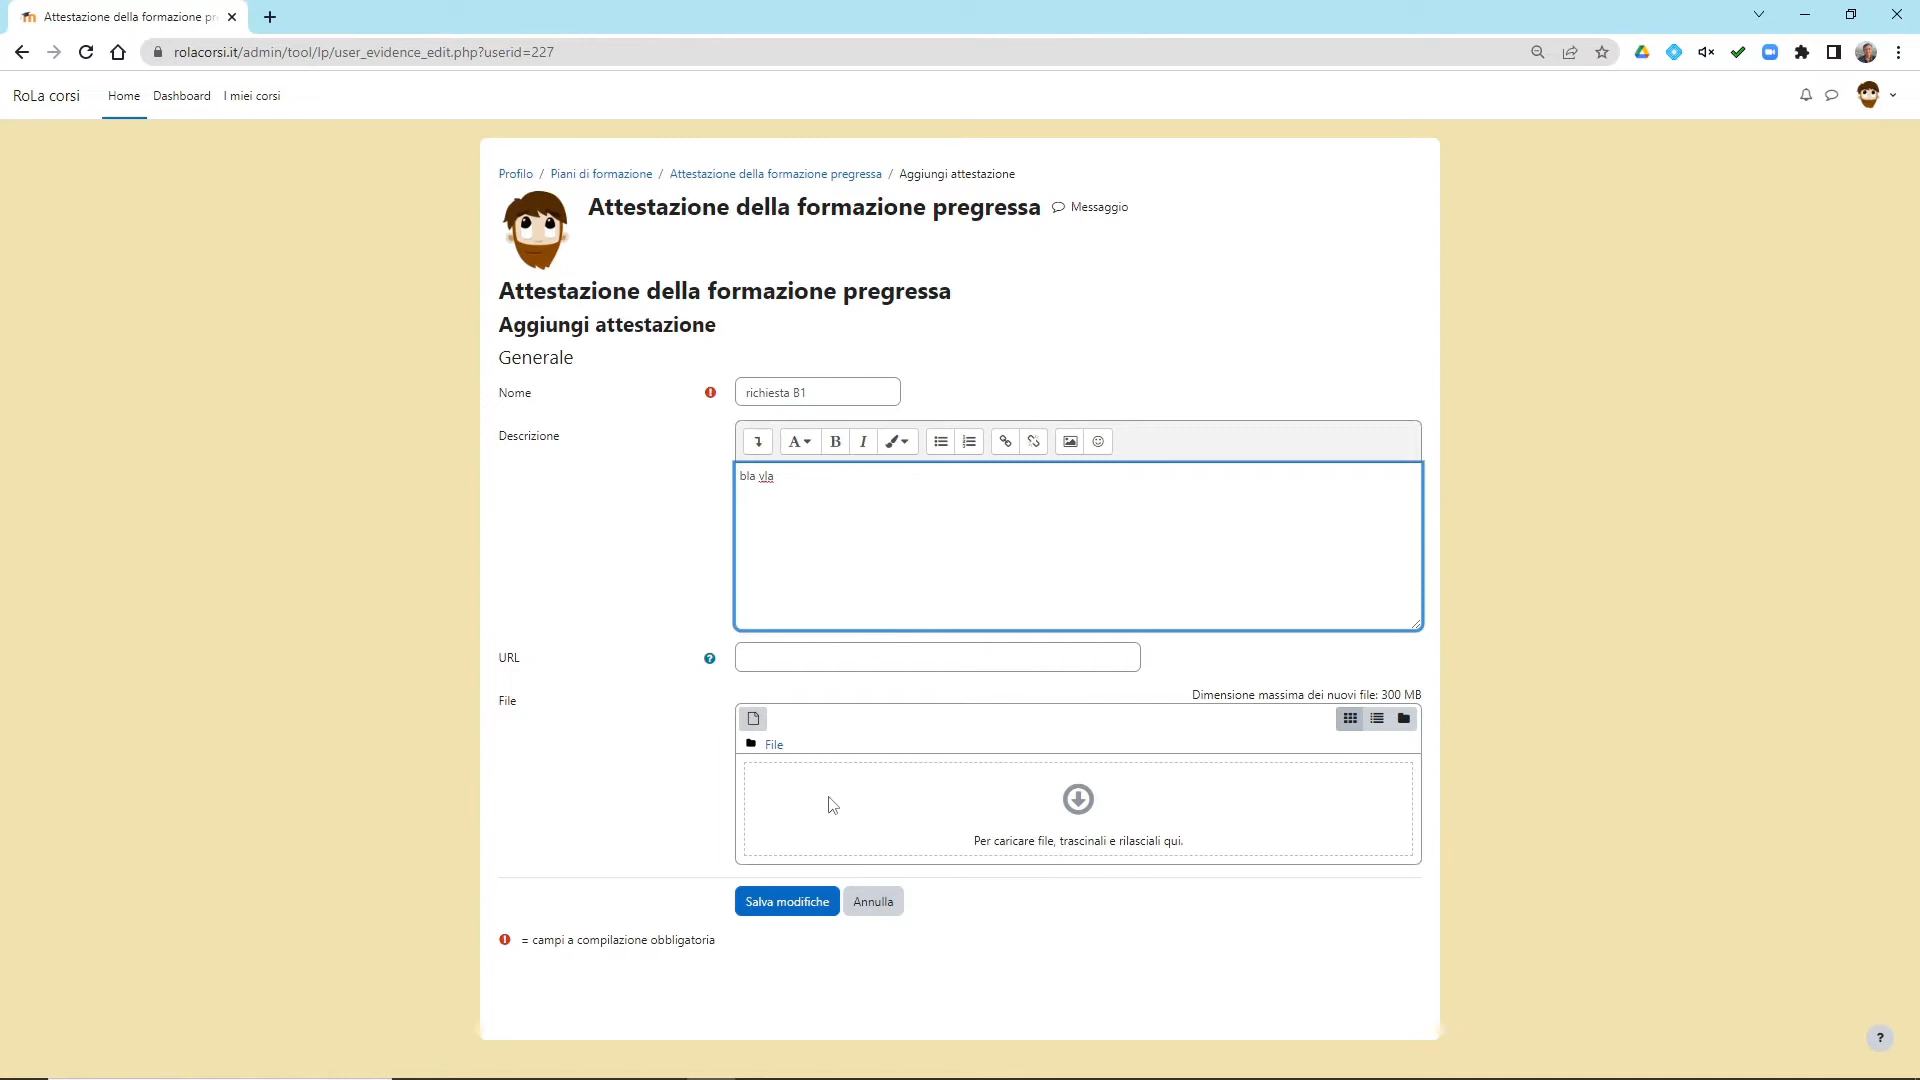 Attestazione della formazione pr
rolacorsi.it/admin/tool/lp/user_evidence_edit.php?userid=227
RoLa corsi Home Dashboard I miei corsi
Profilo / Piani di formazione / Attestazione della formazione pregressa / Aggiungi attestazione
Attestazione della formazione pregressa Messaggio
Attestazione della formazione pregressa
Aggiungi attestazione
Generale
Nome richiesta B1
Descrizione
A B I
bla vla
URL
Dimensione massima dei nuovi file: 300 MB
File
File
Per caricare file, trascinali e rilasciali qui.
Salva modifiche Annulla
= campi a compilazione obbligatoria
?